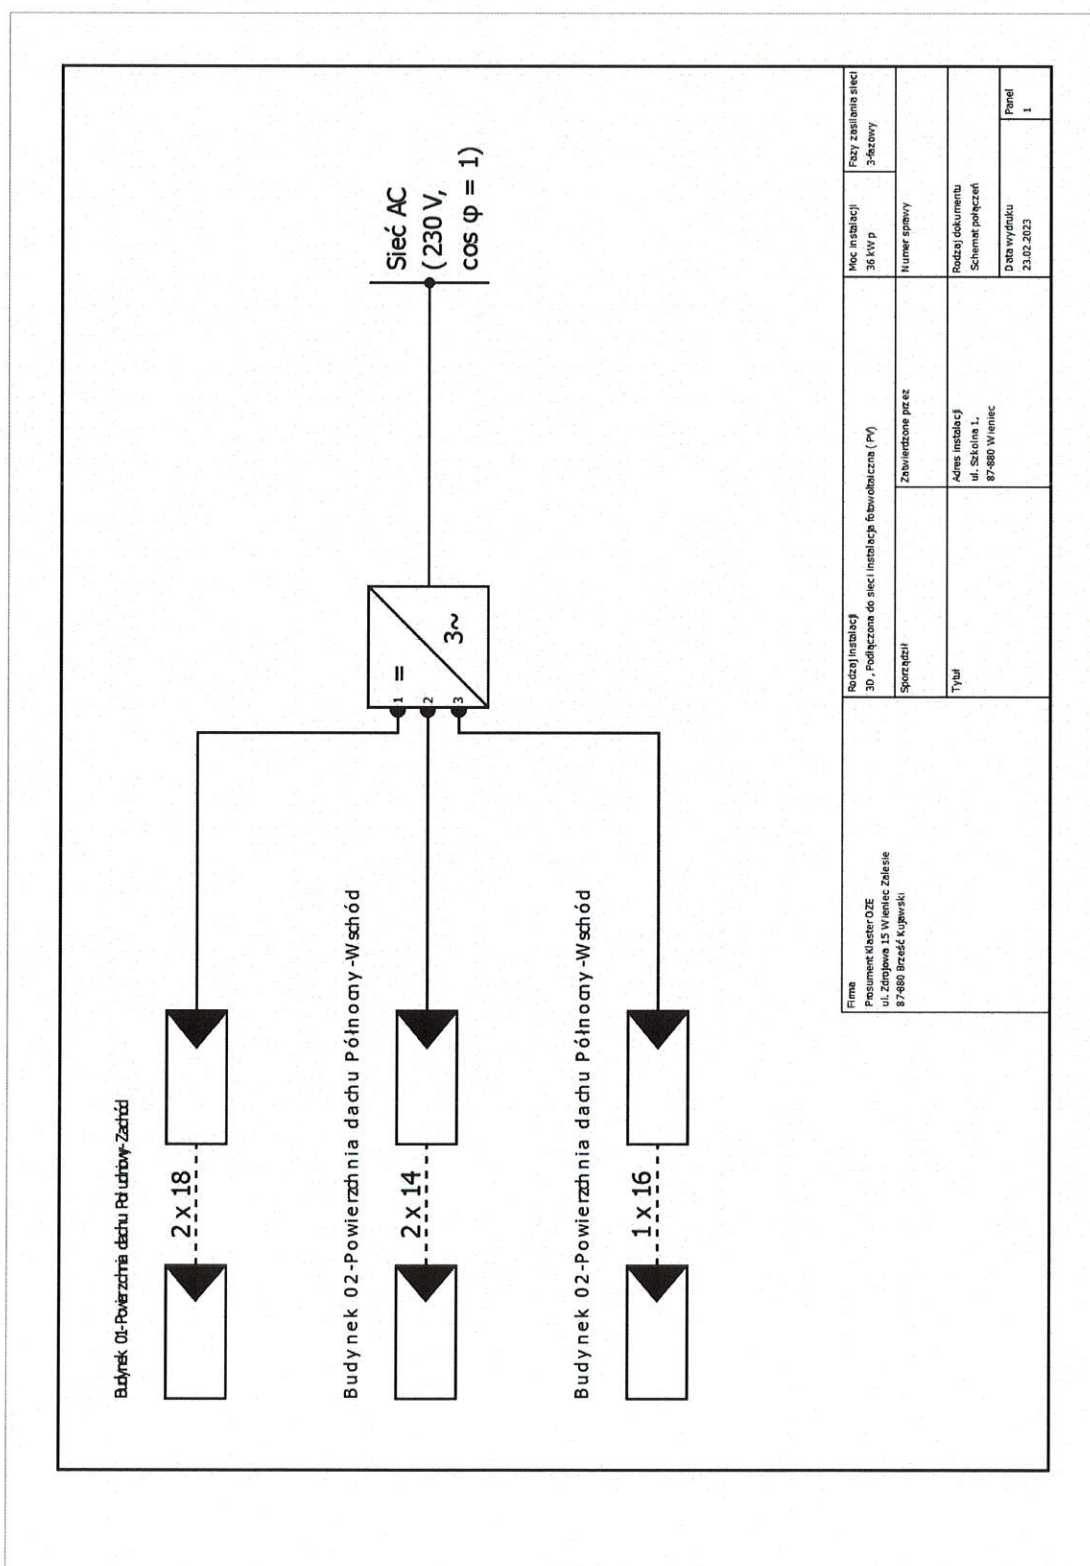 Budynek 01-Powierzchnia dachu Południowy-Zachód
2 x 18
Budynek 02-Powierzchnia dachu Północny-Wschód
2 x 14
Budynek 02-Powierzchnia dachu Północny-Wschód
1 x 16
1
2
3
=
3~
Sieć AC
(230 V,
cos φ = 1)
Firma
Prosument Klaster OZE
ul. Zdrojowa 15 Wieniec Zalesie
87-880 Brześć Kujawski
Rodzaj instalacji
3D, Podłączona do sieci instalacja fotowoltaiczna (PV)
Moc instalacji
36 kWp
Fazy zasilania sieci
3-fazowy
Sporządził
Zatwierdzone przez
Numer sprawy
Tytuł
Adres instalacji
ul. Szkolna 1,
87-880 Wieniec
Rodzaj dokumentu
Schemat połączeń
Data wydruku
23.02.2023
Panel
1